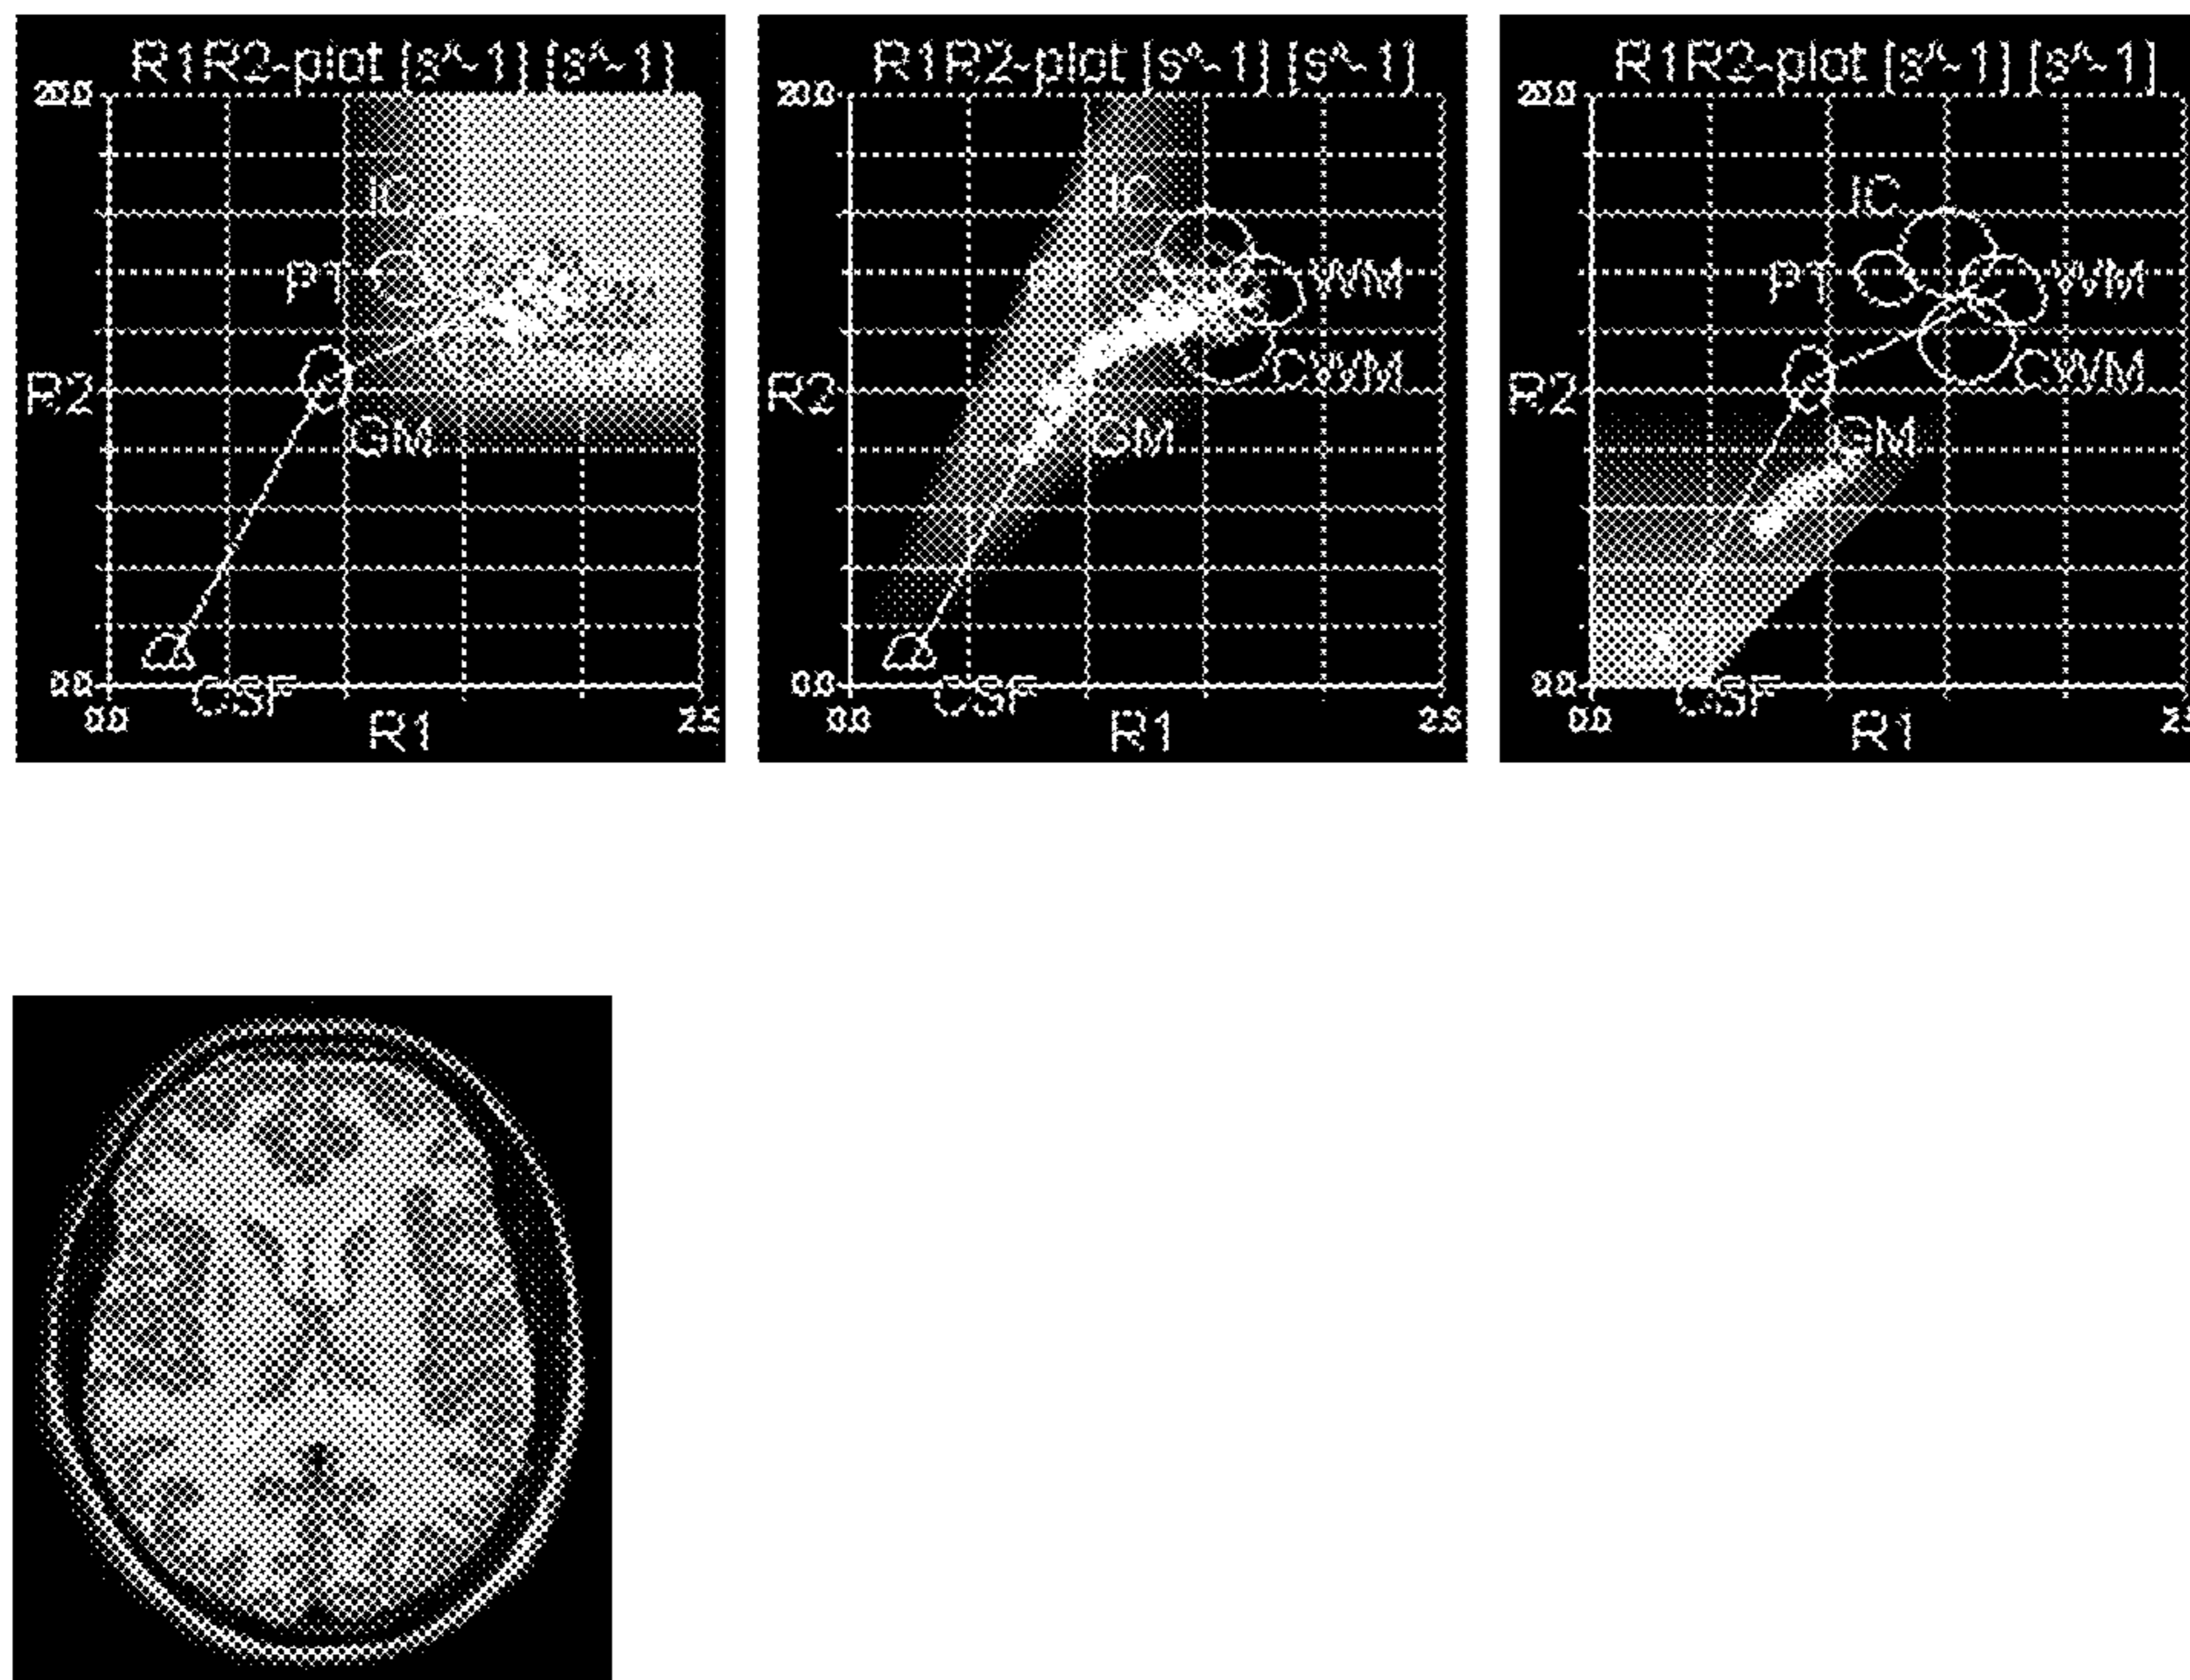 R1R2-plot [s^-1] [s^-1]
20.0
IC
PT
R2
GM
0.0
CSF
0.0
R1
2.5
R1R2-plot [s^-1] [s^-1]
20.0
IC
WM
R2
CWM
GM
0.0
CSF
0.0
R1
2.5
R1R2-plot [s^-1] [s^-1]
20.0
IC
PT
WM
R2
CWM
GM
0.0
CSF
0.0
R1